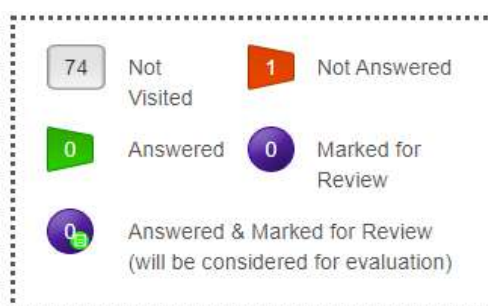 74 Not Visited
1 Not Answered
0 Answered
0 Marked for Review
0 Answered & Marked for Review
(will be considered for evaluation)